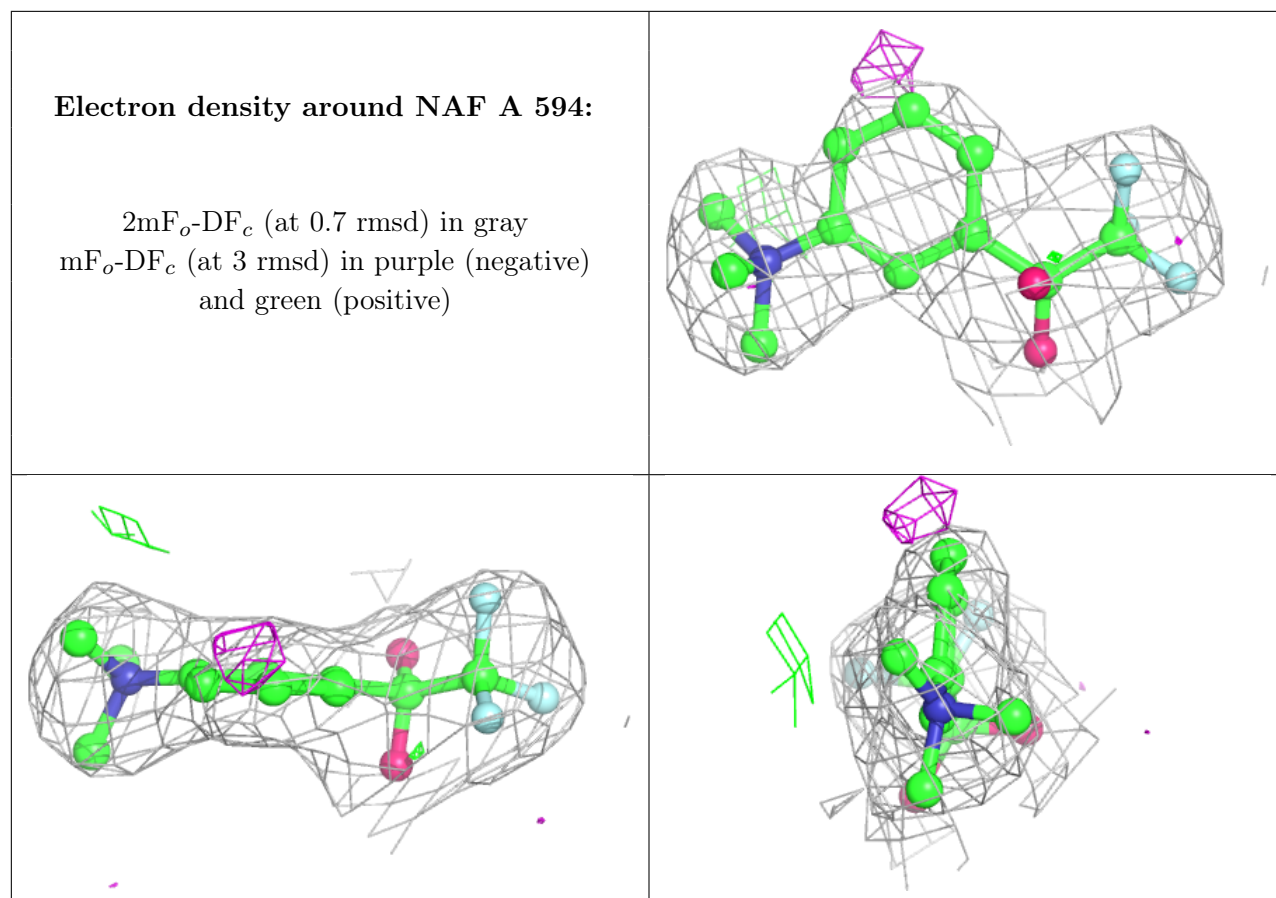 Electron density around NAF A 594:
2mFo-DFc (at 0.7 rmsd) in gray
mFo-DFc (at 3 rmsd) in purple (negative)
and green (positive)